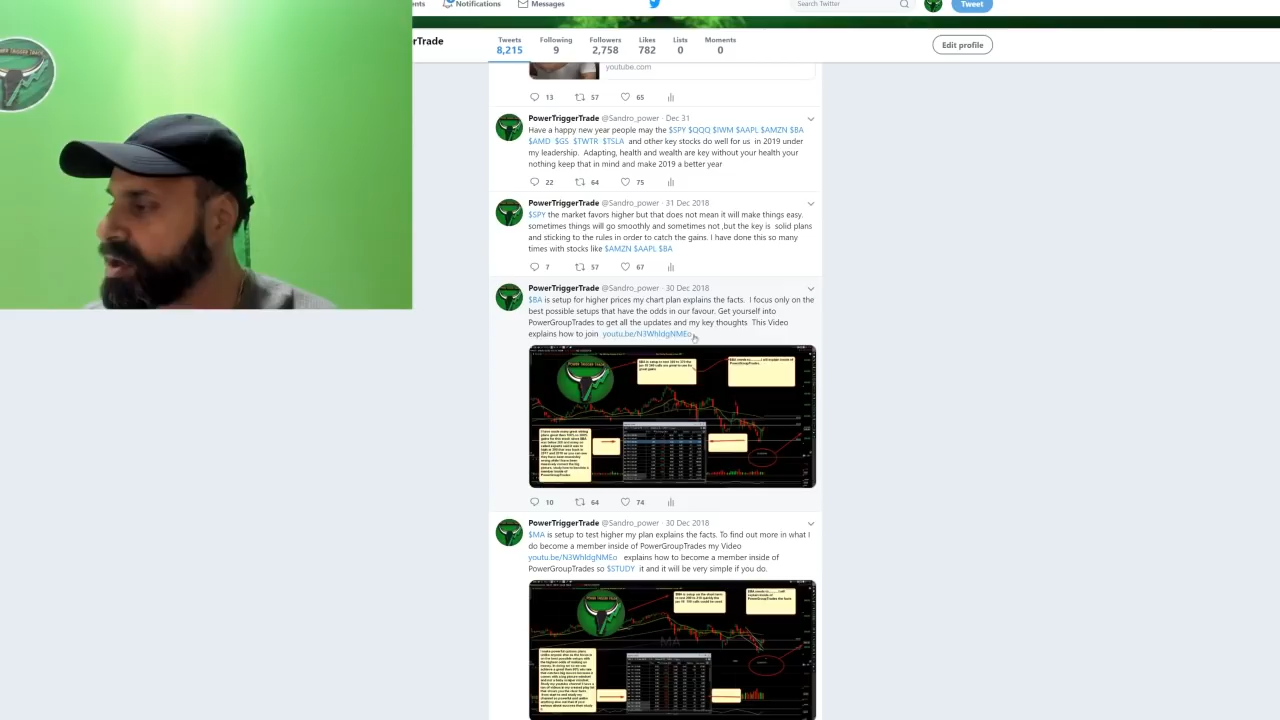 Notifications
Messages
Search Twitter
Tweet
rTrade
Tweets
Following
Followers
Likes
Lists
Moments
8,215
9
2,758
782
0
0
Edit profile
youtube.com
13 57 65
PowerTriggerTrade @Sandro_power · Dec 31
Have a happy new year people may the $SPY $QQQ $IWM $AAPL $AMZN $BA
$AMD $GS $TWTR $TSLA and other key stocks do well for us in 2019 under
my leadership. Adapting, health and wealth are key without your health your
nothing keep that in mind and make 2019 a better year
22 64 75
PowerTriggerTrade @Sandro_power · 31 Dec 2018
$SPY the market favors higher but that does not mean it will make things easy.
sometimes things will go smoothly and sometimes not ,but the key is solid plans
and sticking to the rules in order to catch the gains. I have done this so many
times with stocks like $AMZN $AAPL $BA
7 57 67
PowerTriggerTrade @Sandro_power · 30 Dec 2018
$BA is setup for higher prices my chart plan explains the facts. I focus only on the
best possible setups that have the odds in our favour. Get yourself into
PowerGroupTrades to get all the updates and my key thoughts This Video
explains how to join youtu.be/N3WhldgNMEo
10 64 74
PowerTriggerTrade @Sandro_power · 30 Dec 2018
$MA is setup to test higher my plan explains the facts. To find out more in what I
do become a member inside of PowerGroupTrades my Video
youtu.be/N3WhldgNMEo explains how to become a member inside of
PowerGroupTrades so $STUDY it and it will be very simple if you do.